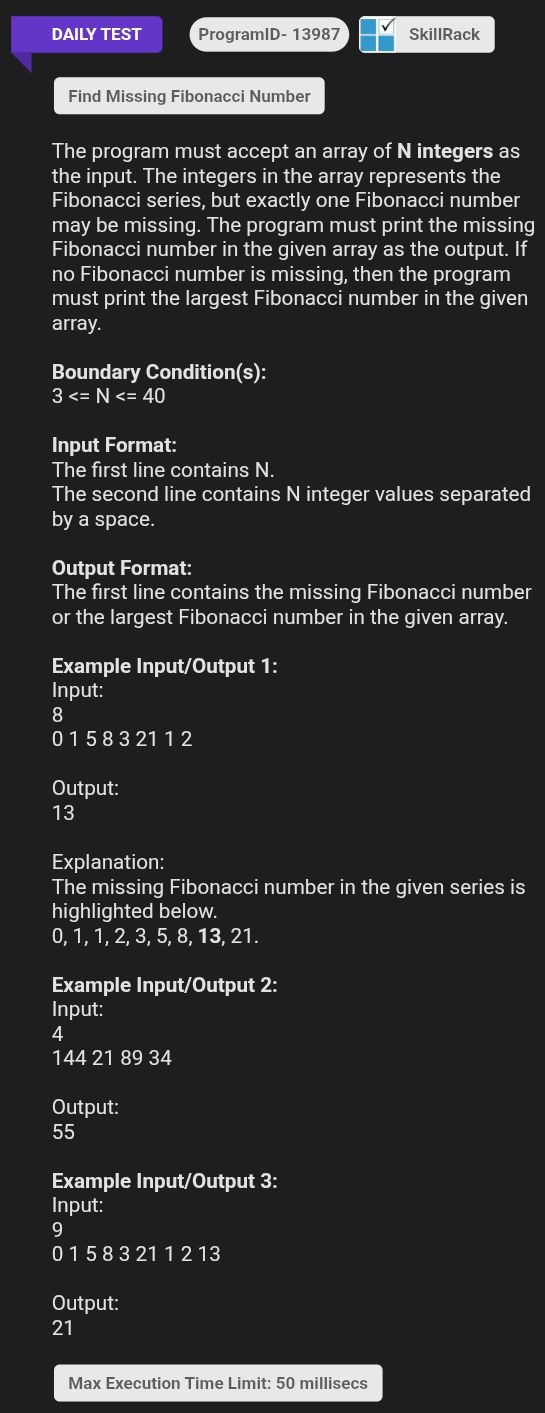 DAILY TEST
ProgramID- 13987
SkillRack
Find Missing Fibonacci Number
The program must accept an array of N integers as
the input. The integers in the array represents the
Fibonacci series, but exactly one Fibonacci number
may be missing. The program must print the missing
Fibonacci number in the given array as the output. If
no Fibonacci number is missing, then the program
must print the largest Fibonacci number in the given
array.
Boundary Condition(s):
3 <= N <= 40
Input Format:
The first line contains N.
The second line contains N integer values separated
by a space.
Output Format:
The first line contains the missing Fibonacci number
or the largest Fibonacci number in the given array.
Example Input/Output 1:
Input:
8
0 1 5 8 3 21 1 2
Output:
13
Explanation:
The missing Fibonacci number in the given series is
highlighted below.
0, 1, 1, 2, 3, 5, 8, 13, 21.
Example Input/Output 2:
Input:
4
144 21 89 34
Output:
55
Example Input/Output 3:
Input:
9
0 1 5 8 3 21 1 2 13
Output:
21
Max Execution Time Limit: 50 millisecs